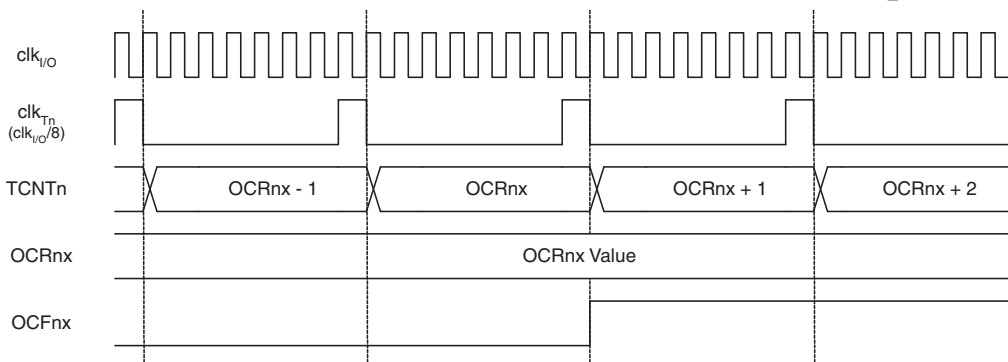 clkI/O
clkTn
(clkI/O/8)
TCNTn OCRnx - 1 OCRnx OCRnx + 1 OCRnx + 2
OCRnx OCRnx Value
OCFnx